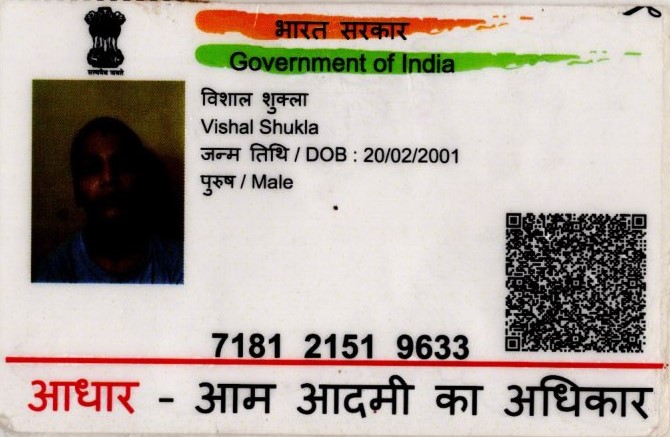 भारत सरकार
Government of India
सत्यमेव जयते
विशाल शुक्ला
Vishal Shukla
जन्म तिथि / DOB : 20/02/2001
पुरुष / Male
7181 2151 9633
आधार - आम आदमी का अधिकार